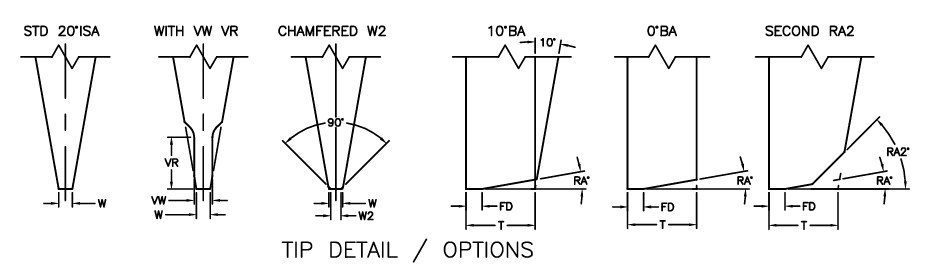 STD 20°ISA
WITH VW VR
CHAMFERED W2
10°BA
0°BA
SECOND RA2
10°
90°
VR
VW
W
W
W
W2
RA°
FD
T
RA°
FD
T
RA2°
RA°
FD
T
TIP DETAIL / OPTIONS